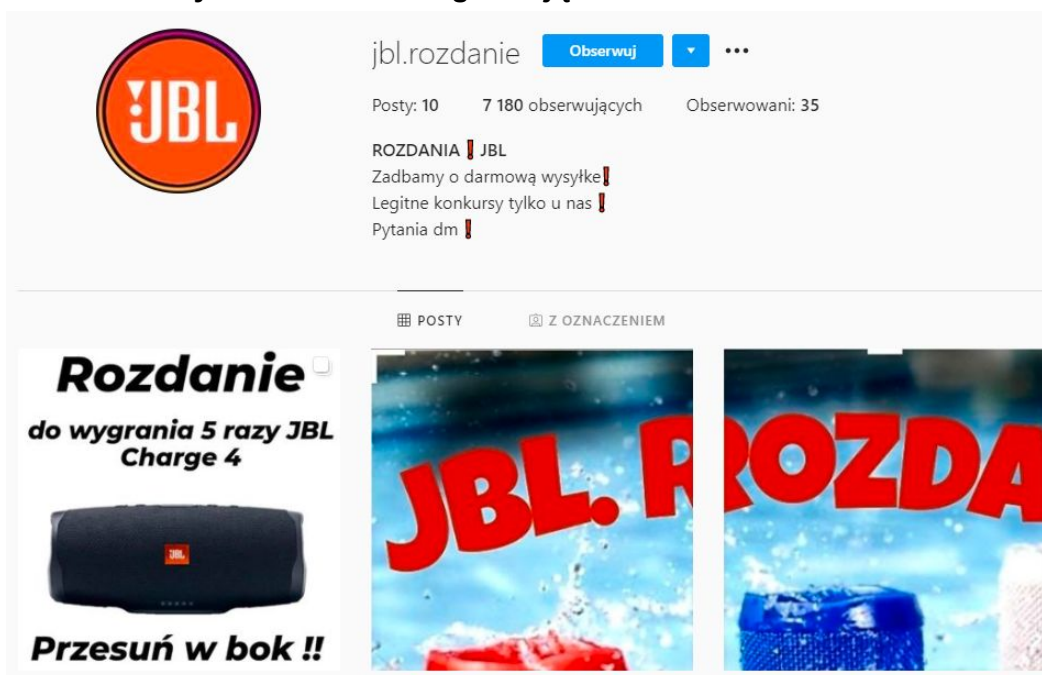 JBL
jbl.rozdanie Obserwuj
Posty: 10 7 180 obserwujących Obserwowani: 35
ROZDANIA❗JBL
Zadbamy o darmową wysyłke❗
Legitne konkursy tylko u nas❗
Pytania dm❗
POSTY Z OZNACZENIEM
Rozdanie
do wygrania 5 razy JBL
Charge 4
JBL
Przesuń w bok !!
JBL. R
ROZDA